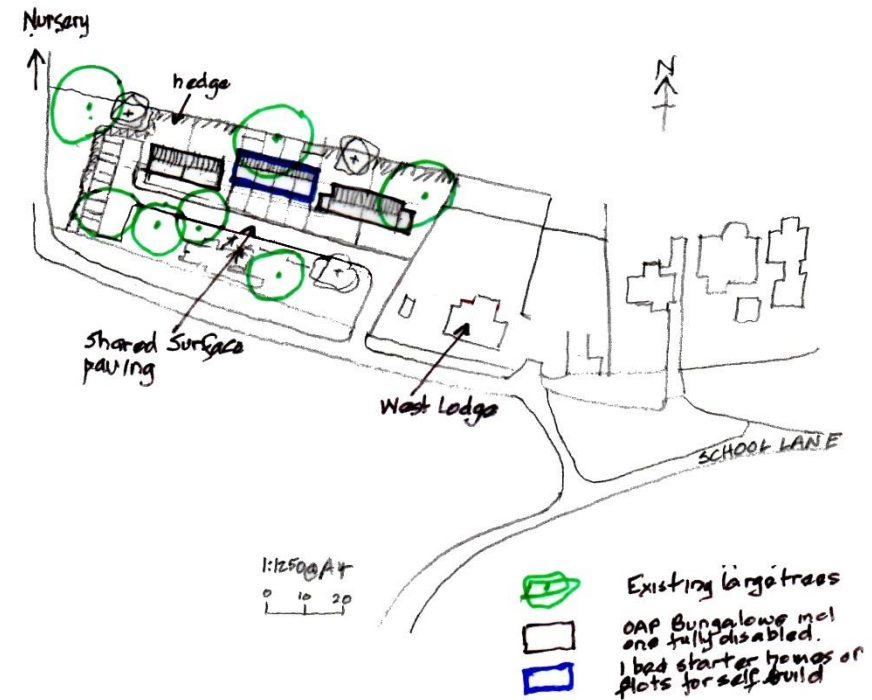 Nursery
hedge
N
Shared Surface
paving
West Lodge
SCHOOL LANE
1:1250@A4
0 10 20
Existing large trees
OAP Bungalows incl
one fully disabled.
1 bed starter homes or
plots for self build